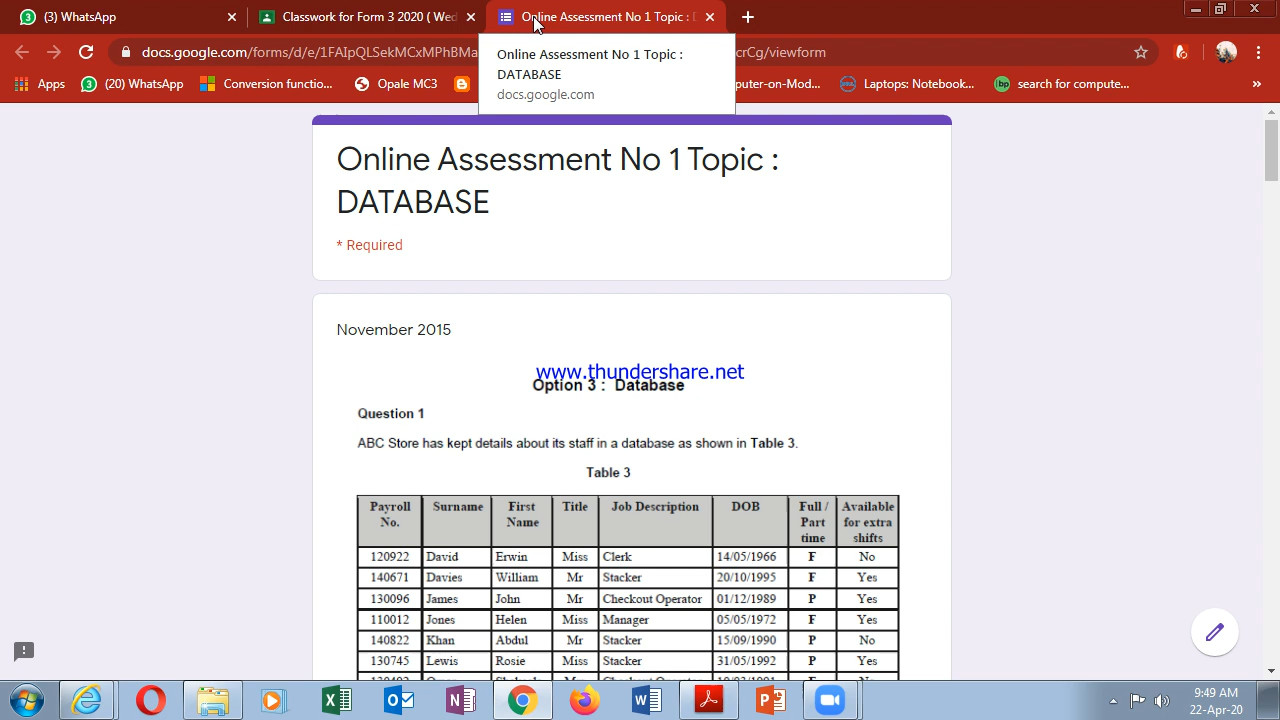 (3) WhatsApp
Classwork for Form 3 2020 ( Wed
Online Assessment No 1 Topic :
docs.google.com/forms/d/e/1FAIpQLSekMCxMPhBMa
crCg/viewform
Online Assessment No 1 Topic :
DATABASE
docs.google.com
Apps
(20) WhatsApp
Conversion functio...
Opale MC3
puter-on-Mod...
Laptops: Notebook...
search for compute...
Online Assessment No 1 Topic :
DATABASE
* Required
November 2015
www.thundershare.net
Option 3 : Database
Question 1
ABC Store has kept details about its staff in a database as shown in Table 3.
Table 3
Payroll No. Surname First Name Title Job Description DOB Full / Part time Available for extra shifts
120922 David Erwin Miss Clerk 14/05/1966 F No
140671 Davies William Mr Stacker 20/10/1995 F Yes
130096 James John Mr Checkout Operator 01/12/1989 P Yes
110012 Jones Helen Miss Manager 05/05/1972 F Yes
140822 Khan Abdul Mr Stacker 15/09/1990 P No
130745 Lewis Rosie Miss Stacker 31/05/1992 P Yes
9:49 AM
22-Apr-20